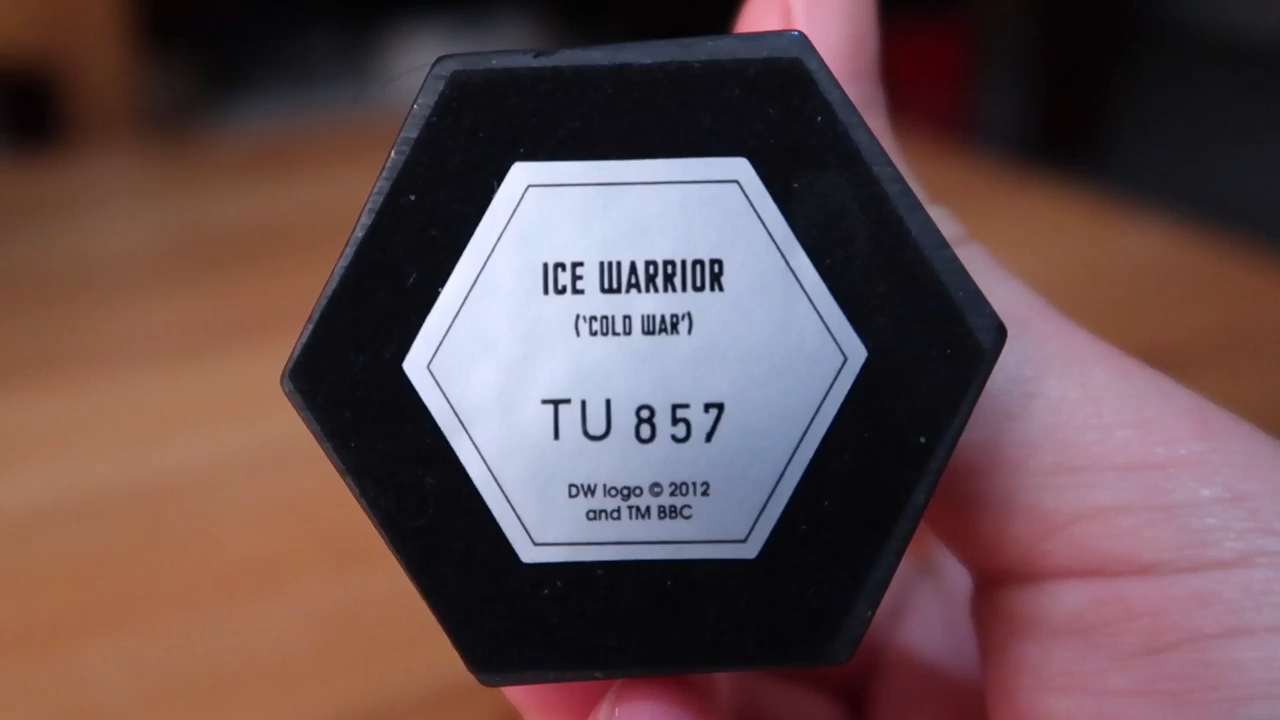 ICE WARRIOR
('COLD WAR')
TU 857
DW logo © 2012
and TM BBC